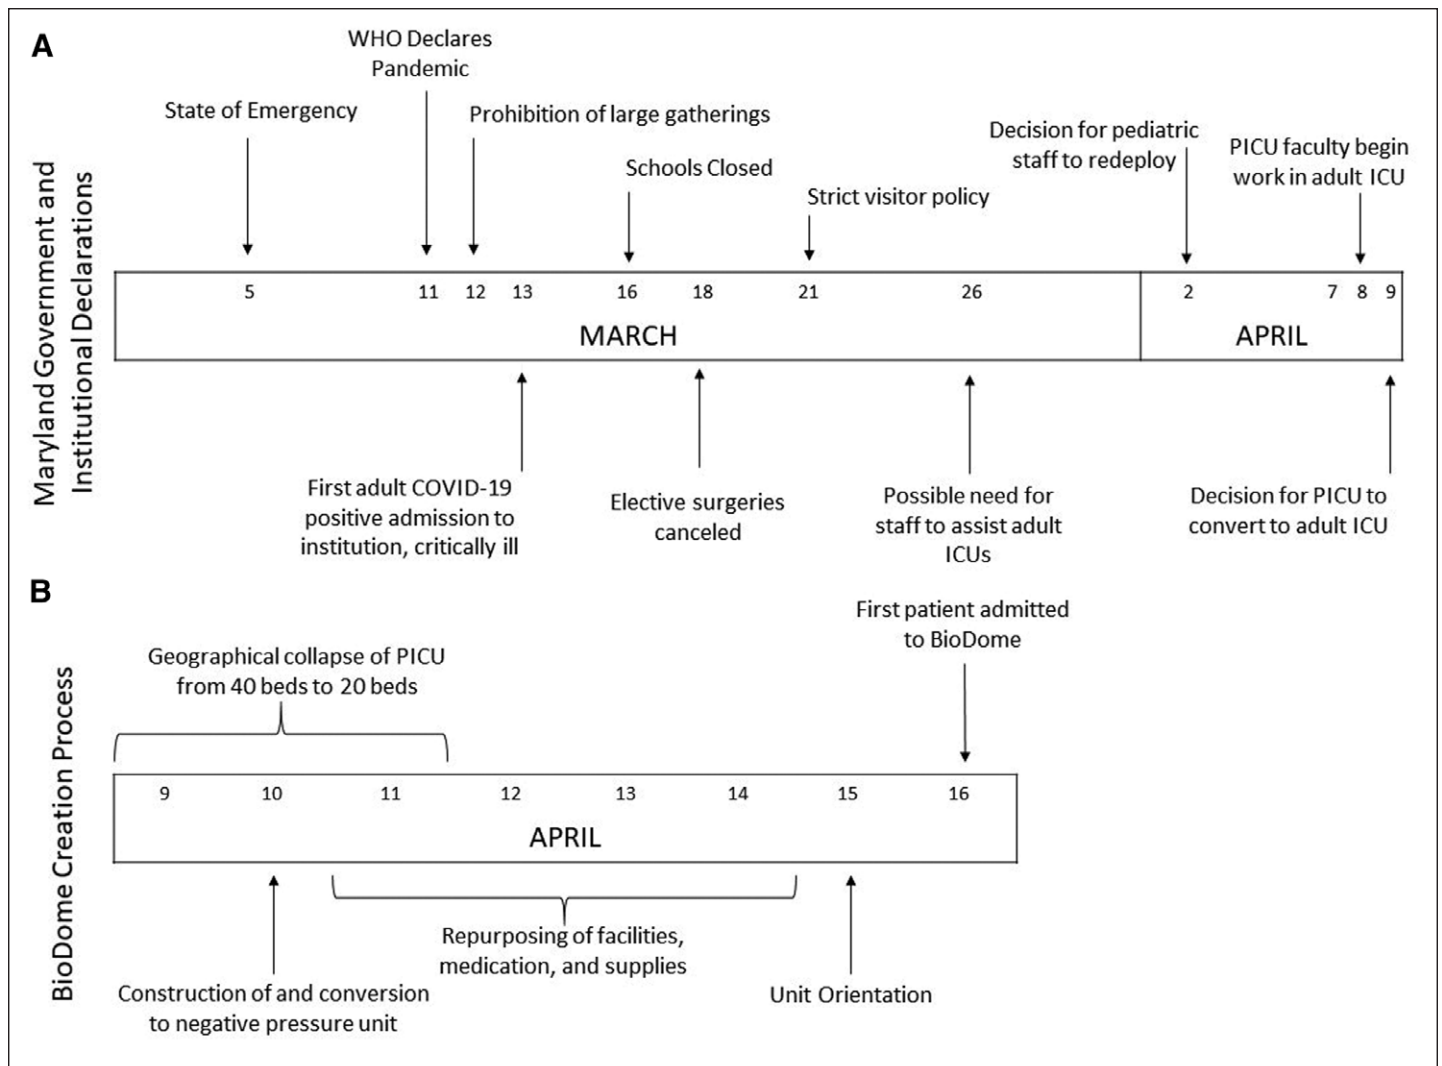 A
WHO Declares
Pandemic
State of Emergency
Prohibition of large gatherings
Schools Closed
Strict visitor policy
Decision for pediatric
staff to redeploy
PICU faculty begin
work in adult ICU
Maryland Government and
Institutional Declarations
5 11 12 13 16 18 21 26 2 7 8 9
MARCH APRIL
First adult COVID-19
positive admission to
institution, critically ill
Elective surgeries
canceled
Possible need for
staff to assist adult
ICUs
Decision for PICU to
convert to adult ICU
B
First patient admitted
to BioDome
Geographical collapse of PICU
from 40 beds to 20 beds
BioDome Creation Process
9 10 11 12 13 14 15 16
APRIL
Repurposing of facilities,
medication, and supplies
Construction of and conversion
to negative pressure unit
Unit Orientation